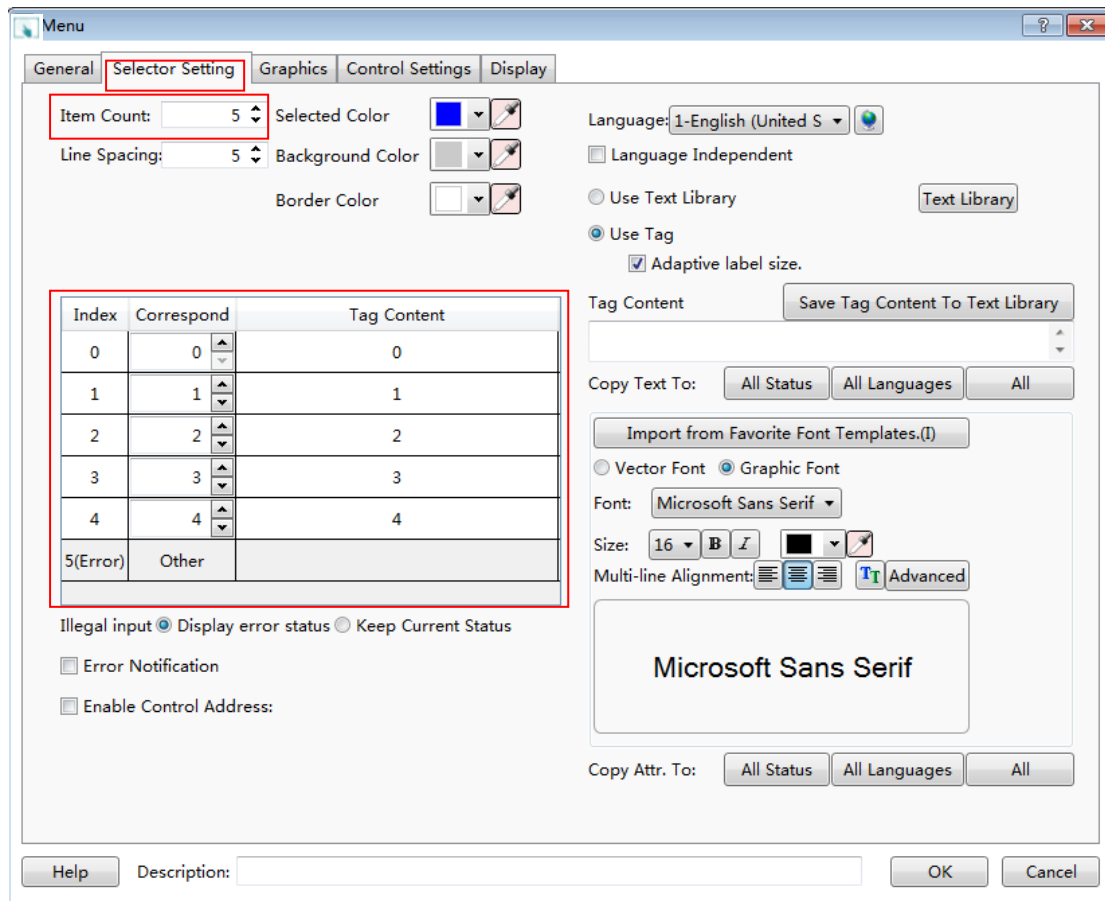 Menu
General Selector Setting Graphics Control Settings Display
Item Count: 5 Selected Color
Line Spacing: 5 Background Color
Border Color
Index Correspond Tag Content
0 0 0
1 1 1
2 2 2
3 3 3
4 4 4
5(Error) Other
Illegal input Display error status Keep Current Status
Error Notification
Enable Control Address:
Language: 1-English (United S
Language Independent
Use Text Library Text Library
Use Tag
Adaptive label size.
Tag Content Save Tag Content To Text Library
Copy Text To: All Status All Languages All
Import from Favorite Font Templates.(I)
Vector Font Graphic Font
Font: Microsoft Sans Serif
Size: 16 B I
Multi-line Alignment: TT Advanced
Microsoft Sans Serif
Copy Attr. To: All Status All Languages All
Help Description: OK Cancel